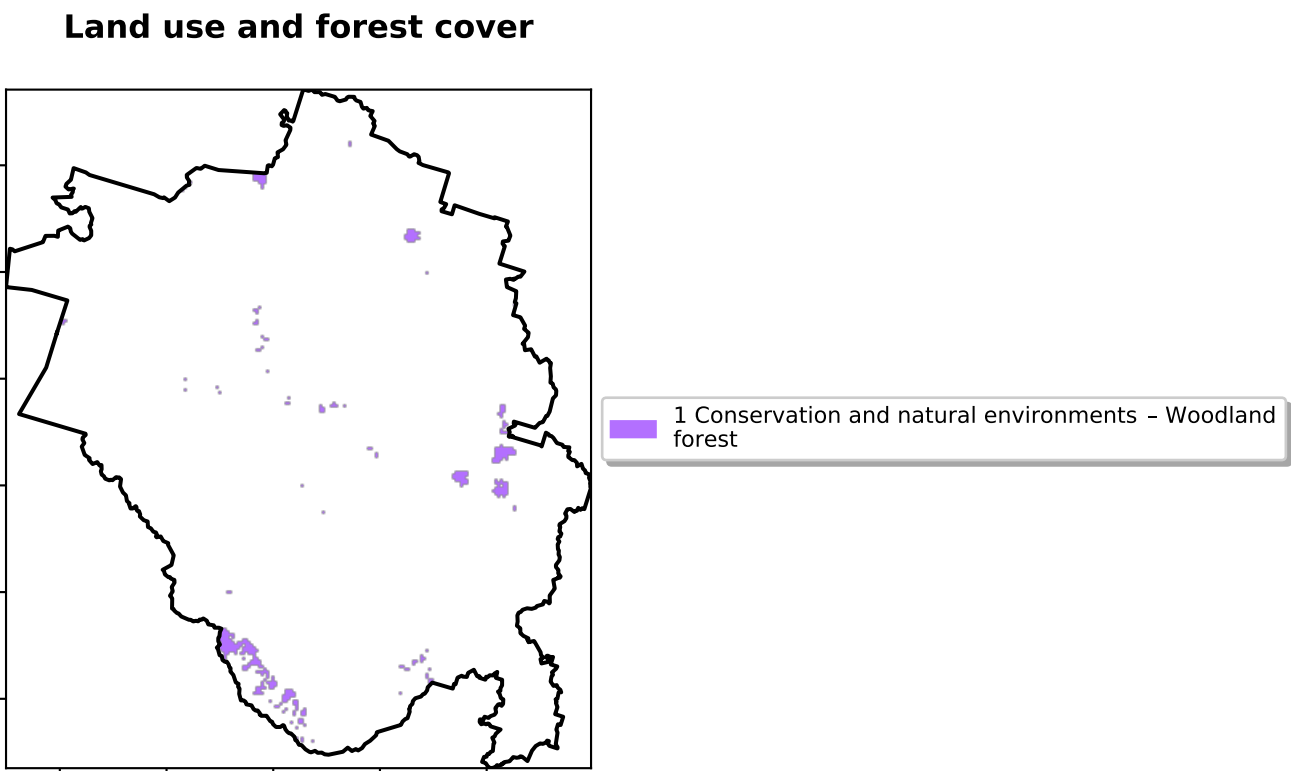 Land use and forest cover
1 Conservation and natural environments – Woodland
forest